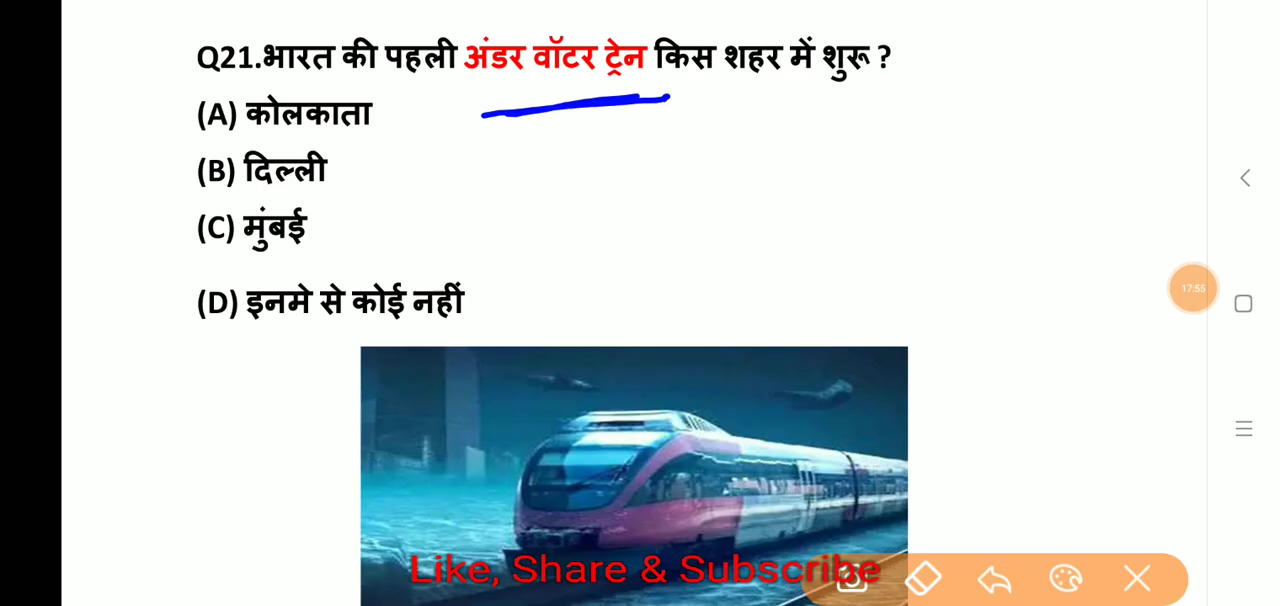 Q21.भारत की पहली अंडर वॉटर ट्रेन किस शहर में शुरू ?
(A) कोलकाता
(B) दिल्ली
(C) मुंबई
17:55
(D) इनमे से कोई नहीं
Like, Share & Subscribe